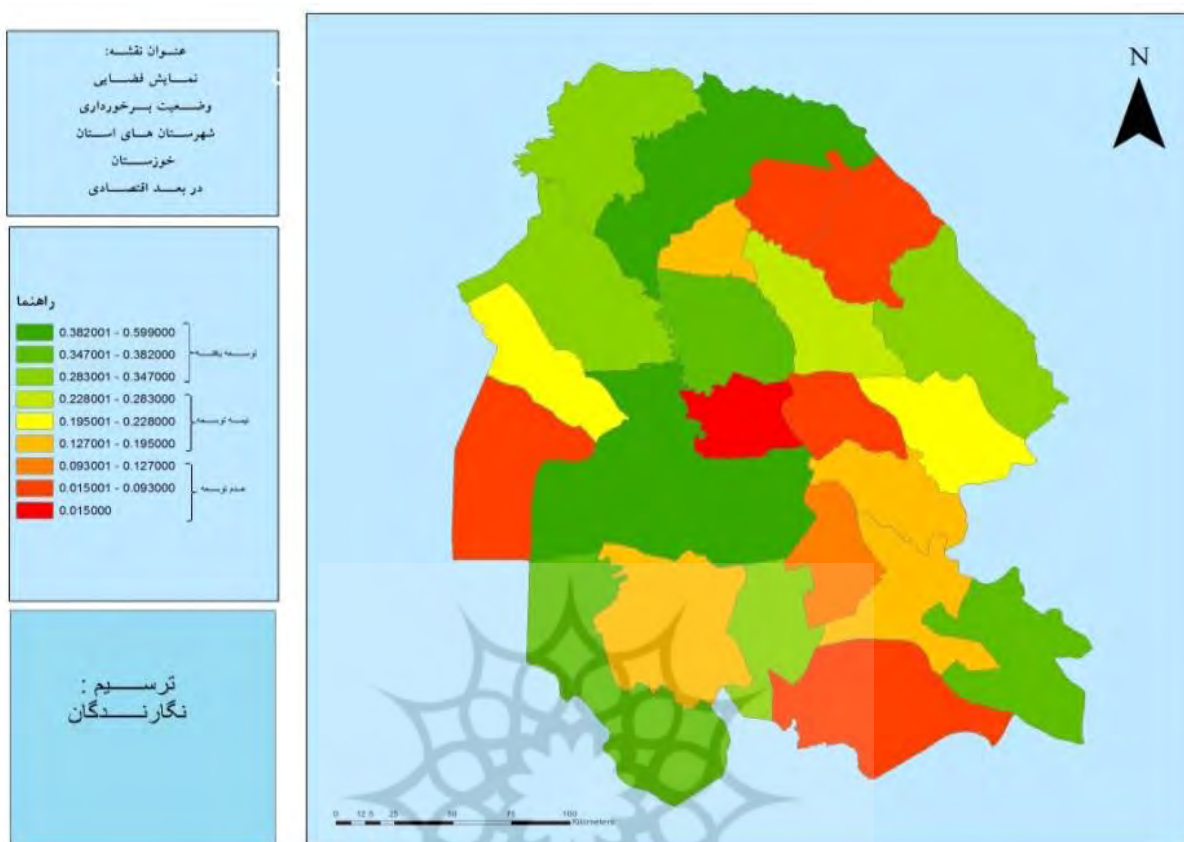 عنوان نقشه:
نمایش فضایی
وضعیت برخورداری
شهرستان های استان
خوزستان
در بعد اقتصادی
راهنما
0.382001 - 0.599000
0.347001 - 0.382000
0.283001 - 0.347000
توسعه یافته
0.228001 - 0.283000
0.195001 - 0.228000
0.127001 - 0.195000
نیمه توسعه
0.093001 - 0.127000
0.015001 - 0.093000
0.015000
عدم توسعه
ترسیم :
نگارندگان
N
0 12.5 25 50 75 100
Kilometers